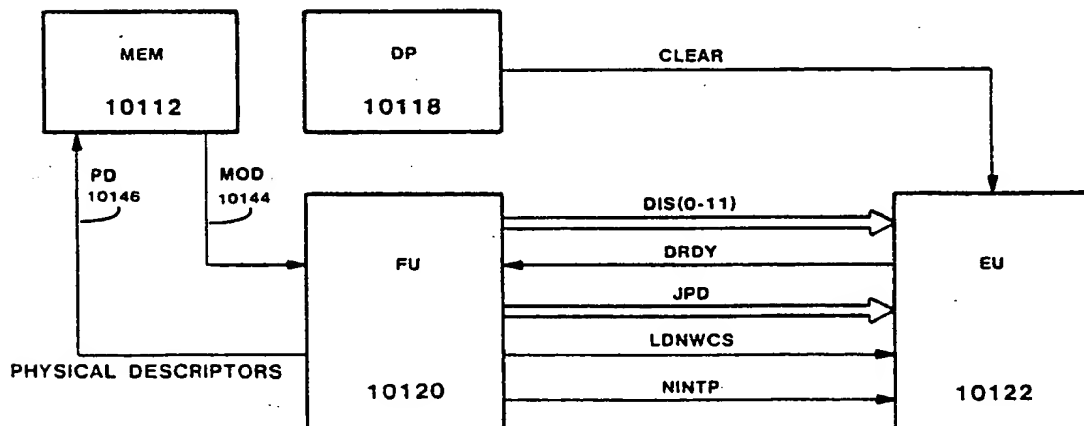 MEM
10112
DP
10118
CLEAR
PD
10146
MOD
10144
DIS(0-11)
DRDY
JPD
LDNWCS
NINTP
FU
10120
EU
10122
PHYSICAL DESCRIPTORS